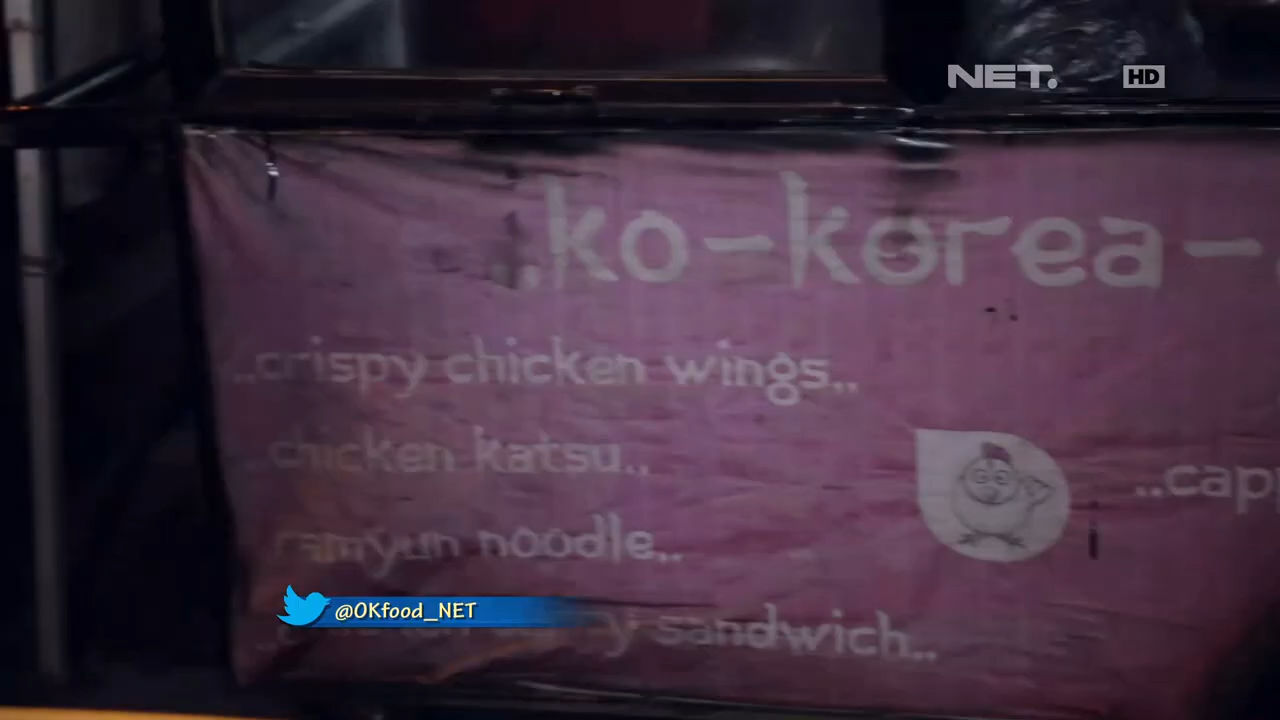 NET. HD
..ko-korea-
..crispy chicken wings..
chicken katsu..
..cap
ramyun noodle..
@OKfood_NET
sandwich..